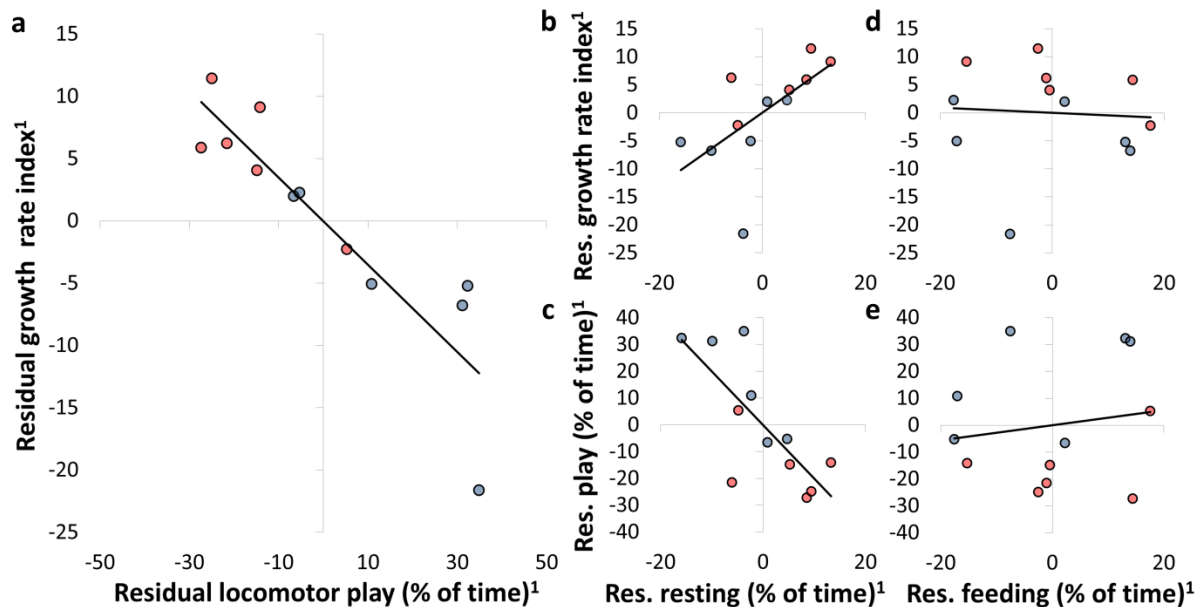 a
15
10
5
0
-5
-10
-15
-20
-25
-50 -30 -10 10 30 50
Residual growth rate index¹
Residual locomotor play (% of time)¹
b
15
10
5
0
-5
-10
-15
-20
-25
-20 0 20
Res. growth rate index¹
d
15
10
5
0
-5
-10
-15
-20
-25
-20 0 20
c
40
30
20
10
0
-10
-20
-30
-40
-20 0 20
Res. play (% of time)¹
Res. resting (% of time)¹
e
40
30
20
10
0
-10
-20
-30
-40
-20 0 20
Res. feeding (% of time)¹